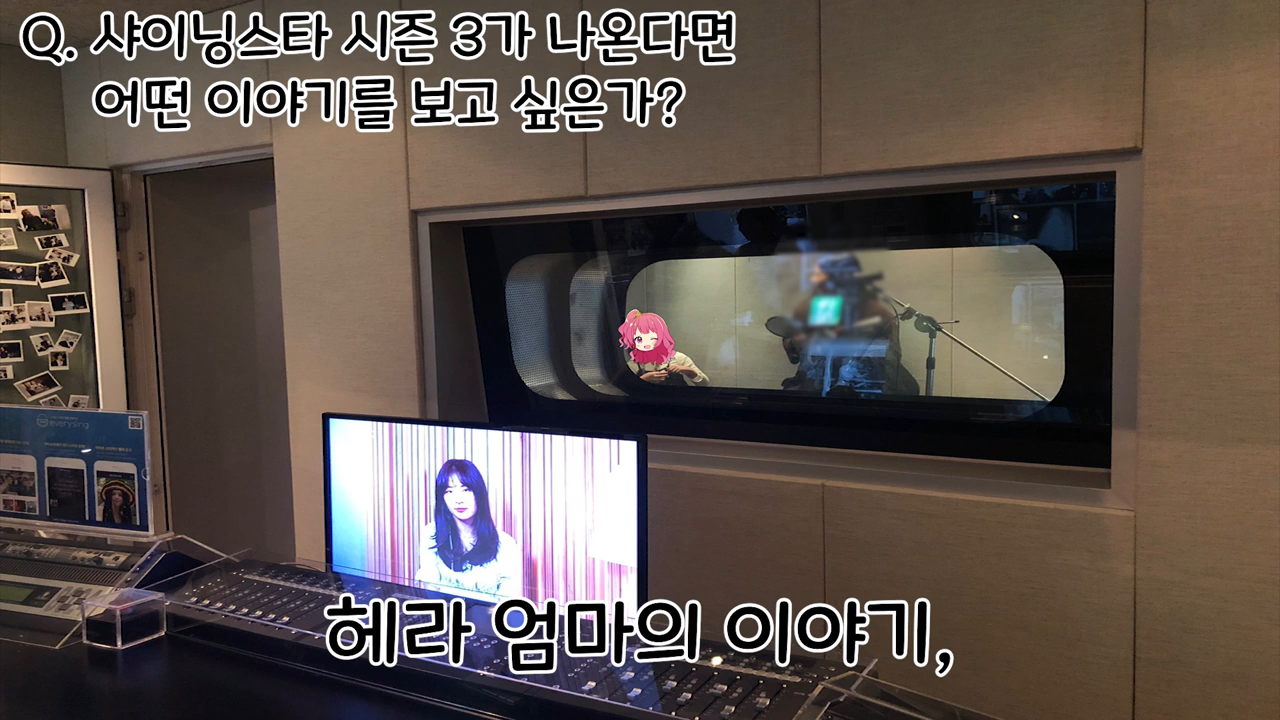 Q. 샤이닝스타 시즌 3가 나온다면
어떤 이야기를 보고 싶은가?
everysing
헤라 엄마의 이야기,